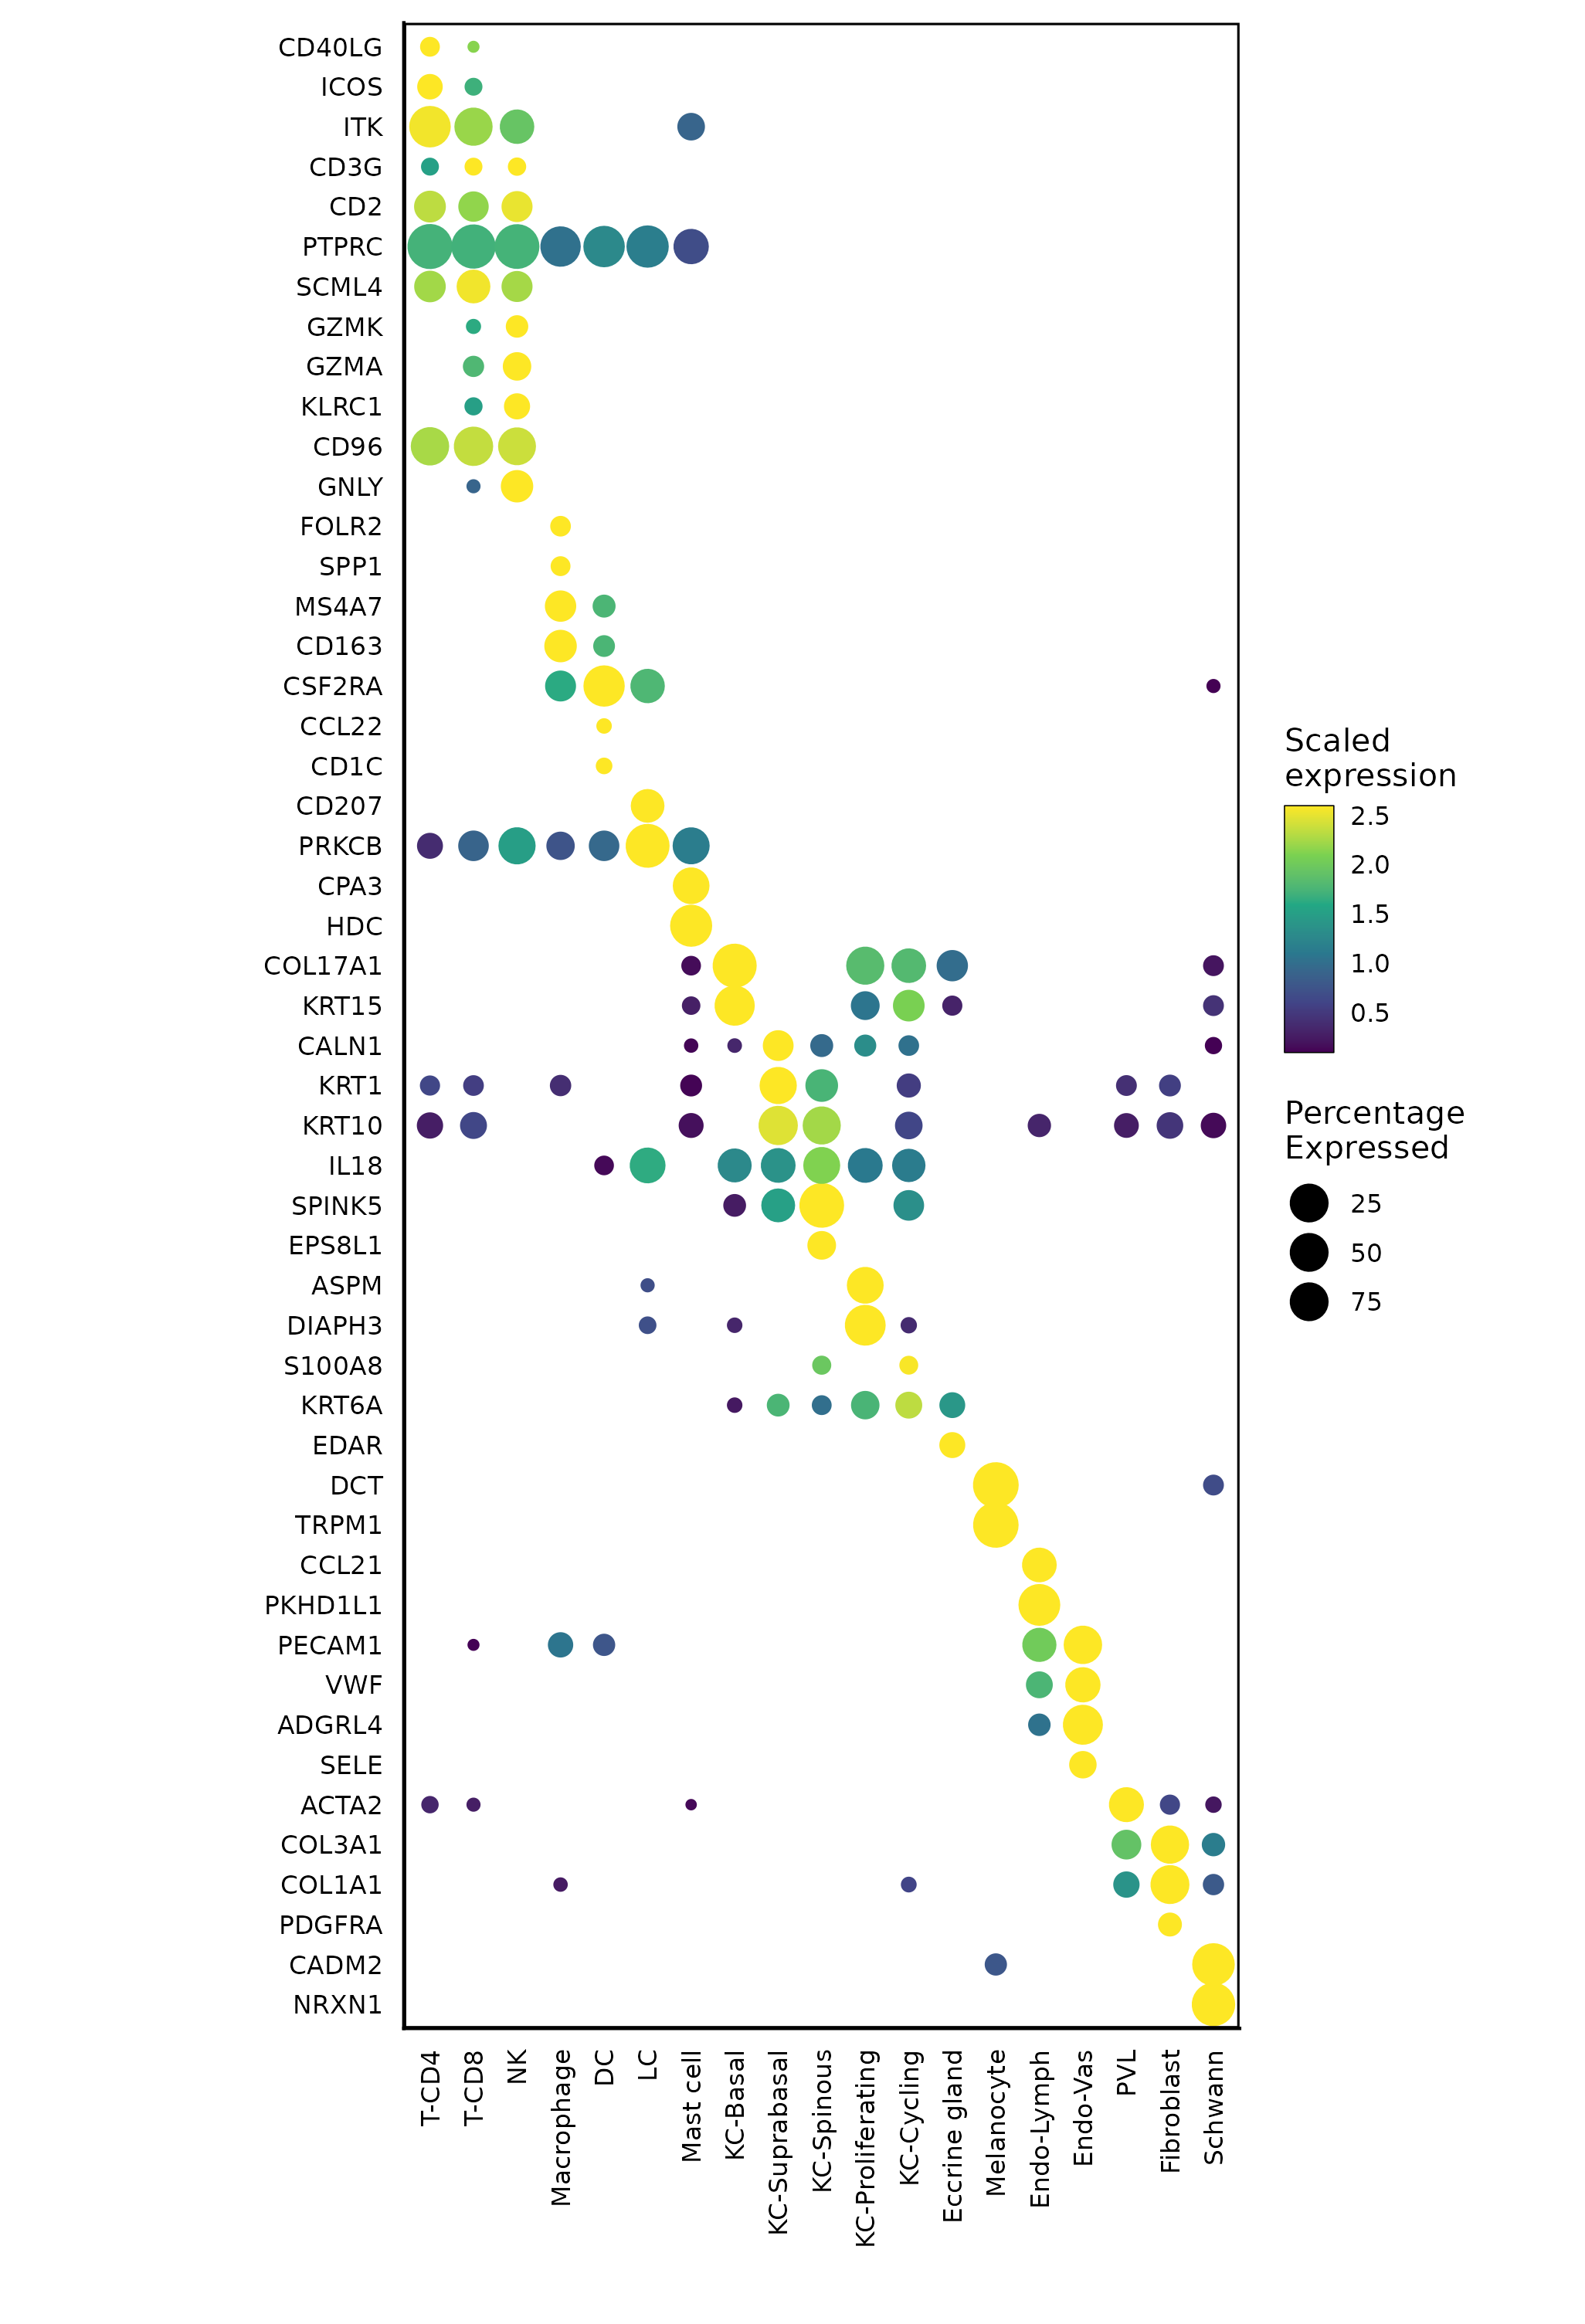 CD40LG
ICOS
ITK
CD3G
CD2
PTPRC
SCML4
GZMK
GZMA
KLRC1
CD96
GNLY
FOLR2
SPP1
MS4A7
CD163
CSF2RA
CCL22
CD1C
CD207
PRKCB
CPA3
HDC
COL17A1
KRT15
CALN1
KRT1
KRT10
IL18
SPINK5
EPS8L1
ASPM
DIAPH3
S100A8
KRT6A
EDAR
DCT
TRPM1
CCL21
PKHD1L1
PECAM1
VWF
ADGRL4
SELE
ACTA2
COL3A1
COL1A1
PDGFRA
CADM2
NRXN1
T-CD4
T-CD8
NK
Macrophage
DC
LC
Mast cell
KC-Basal
KC-Suprabasal
KC-Spinous
KC-Proliferating
KC-Cycling
Eccrine gland
Melanocyte
Endo-Lymph
Endo-Vas
PVL
Fibroblast
Schwann
Scaled
expression
2.5
2.0
1.5
1.0
0.5
Percentage
Expressed
25
50
75